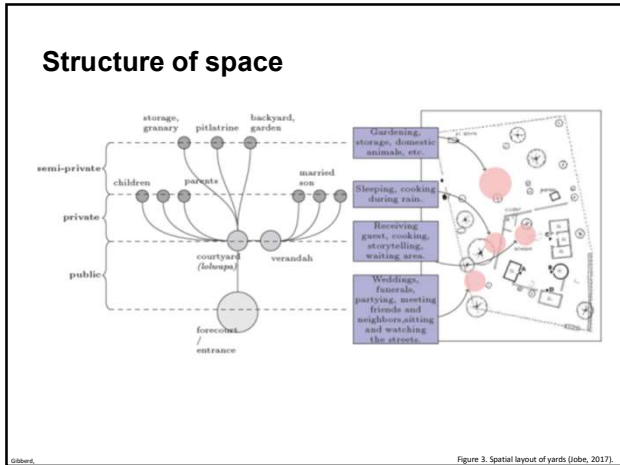 Structure of space
storage,
granary
pitlatrine
backyard,
garden
semi-private
children
parents
married
son
private
courtyard
(lolwapa)
verandah
public
forecourt
/
entrance
Gardening,
storage, domestic
animals, etc.
Sleeping, cooking
during rain.
Receiving
guest, cooking,
storytelling,
waiting area.
Weddings,
funerals,
partying, meeting
friends and
neighbors,sitting
and watching
the streets.
Gibberd,
Figure 3. Spatial layout of yards (Jobe, 2017).